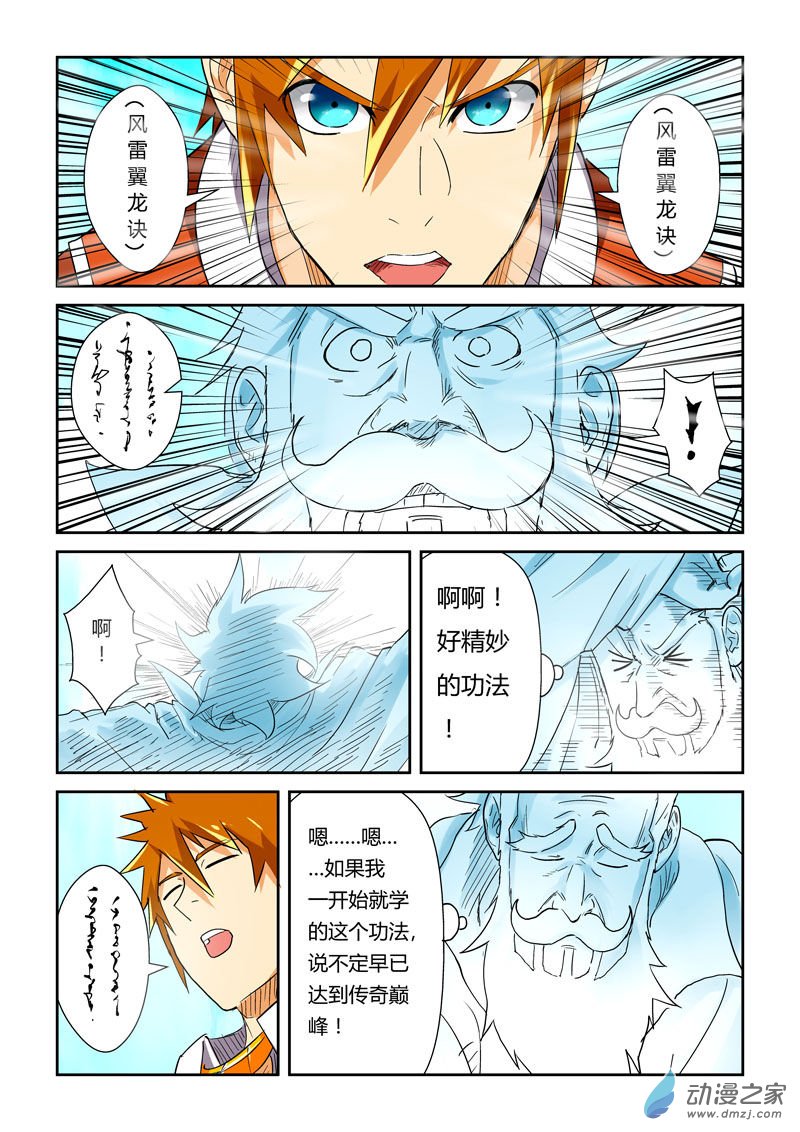 （风雷翼龙诀）
（风雷翼龙诀）
！
啊！
啊啊！
好精妙
的功法
！
嗯……嗯…
…如果我
一开始就学
的这个功法，
说不定早已
达到传奇巅
峰！
动漫之家
www.dmzj.com